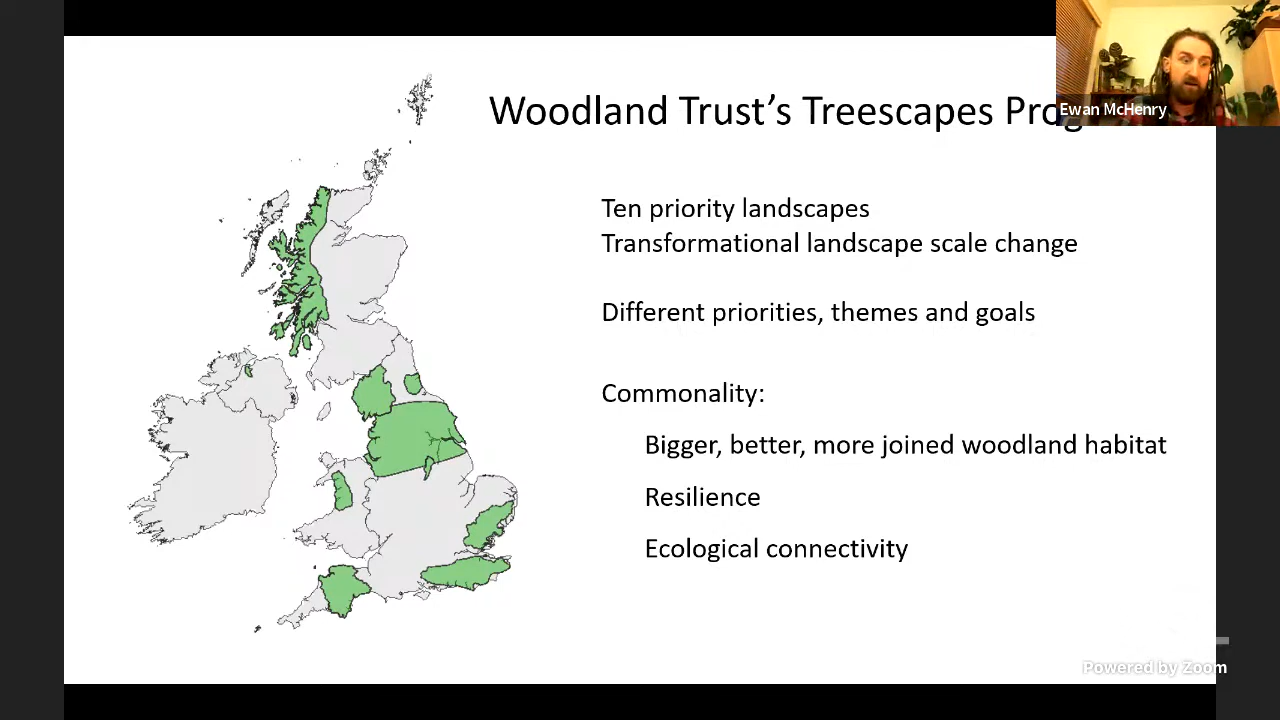 Woodland Trust's Treescapes
Ewan McHenry
Ten priority landscapes
Transformational landscape scale change
Different priorities, themes and goals
Commonality:
Bigger, better, more joined woodland habitat
Resilience
Ecological connectivity
Powered by Zoom